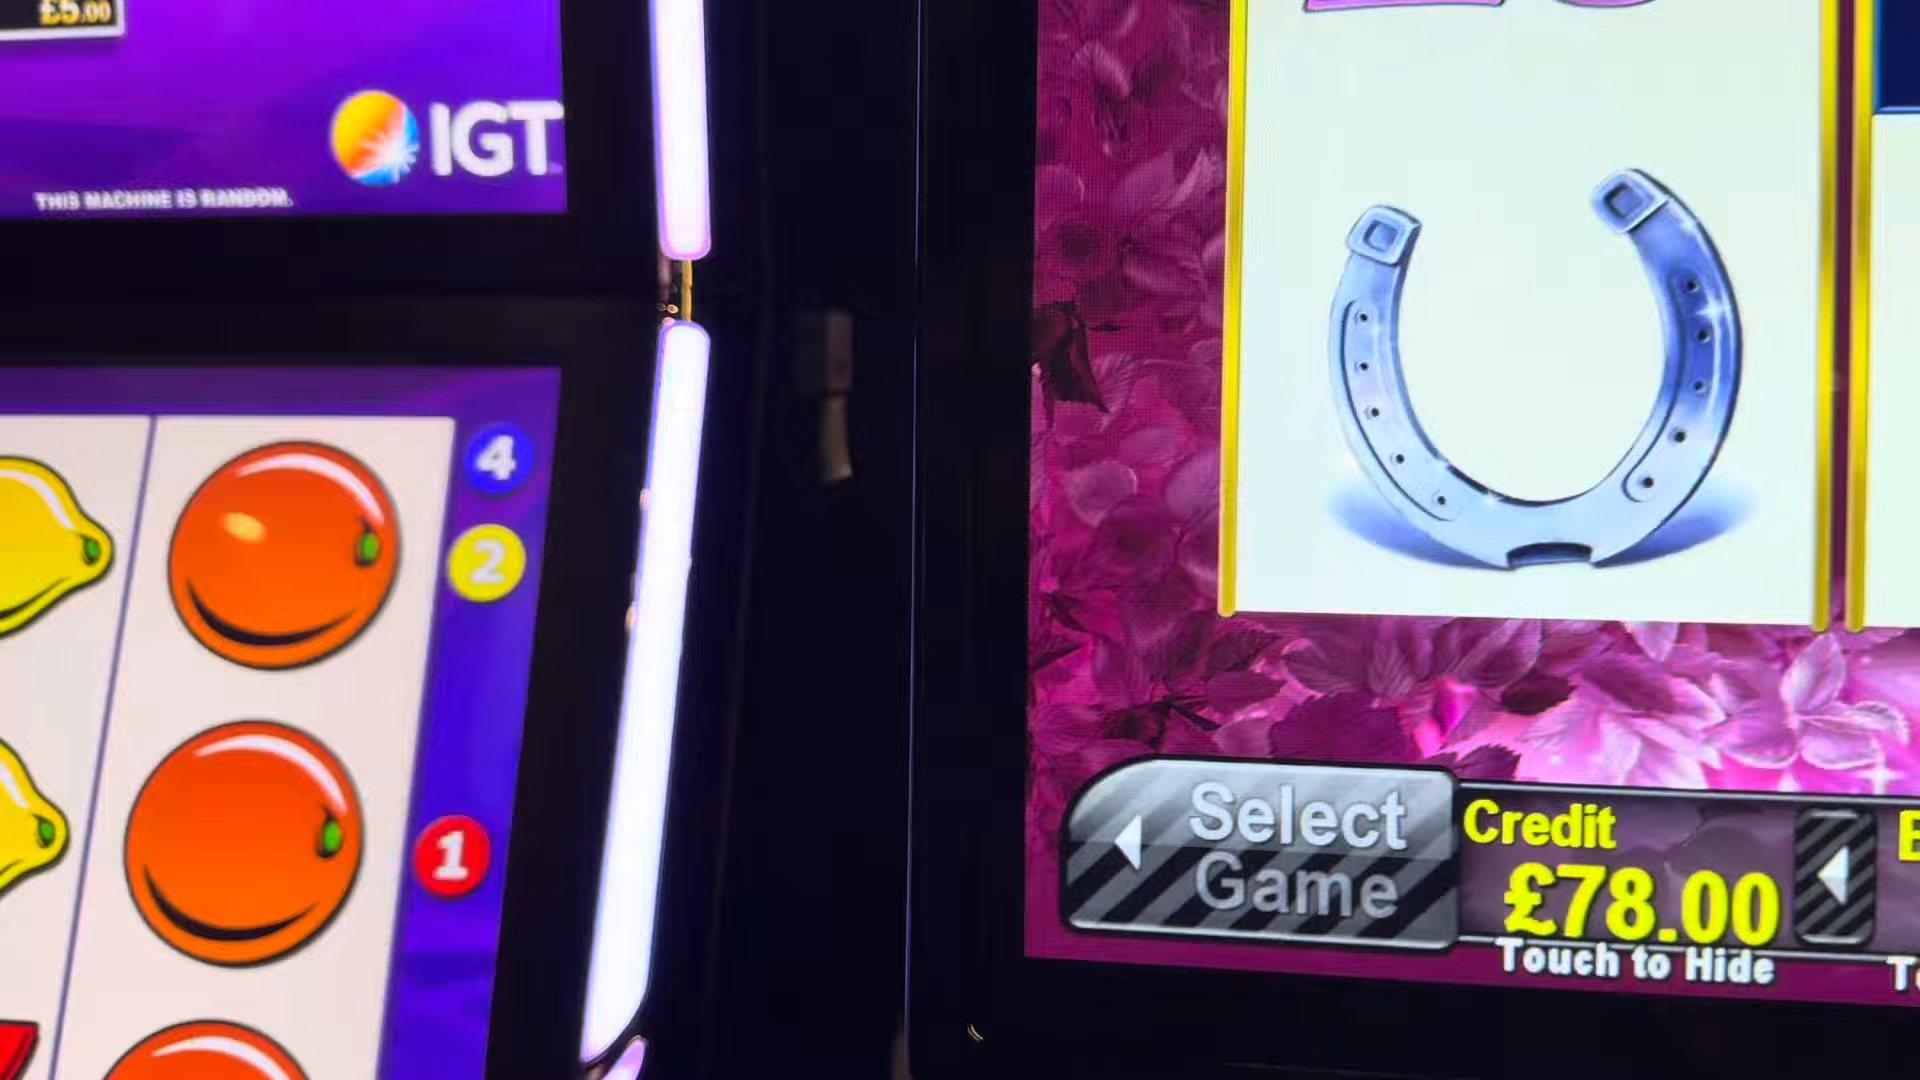 £5.00
IGT
THIS MACHINE IS RANDOM.
4
2
1
Select
Game
Credit
£78.00
Touch to Hide